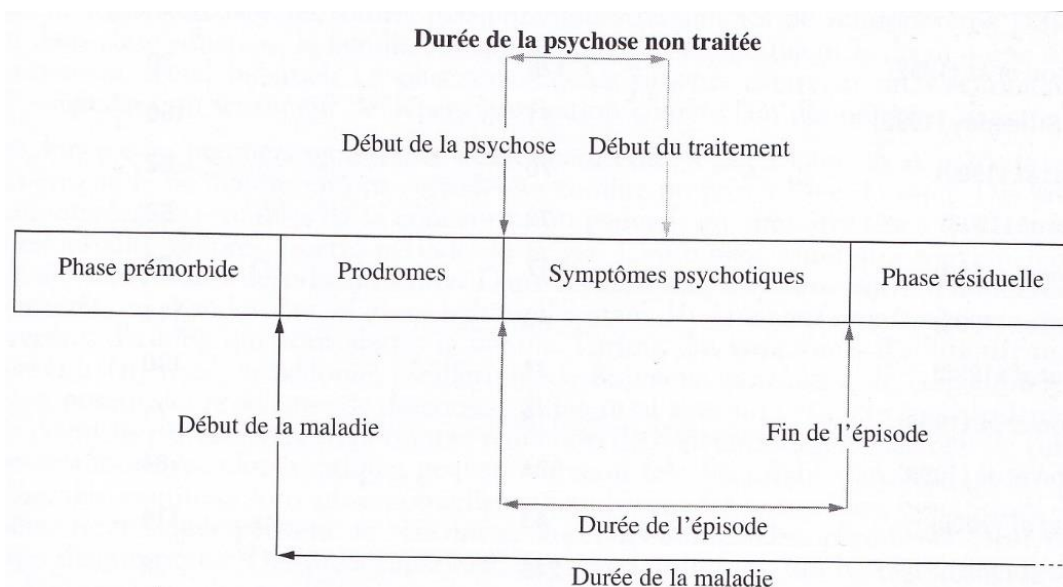 Durée de la psychose non traitée
Début de la psychose
Début du traitement
Phase prémorbide
Prodromes
Symptômes psychotiques
Phase résiduelle
Début de la maladie
Fin de l’épisode
Durée de l’épisode
Durée de la maladie